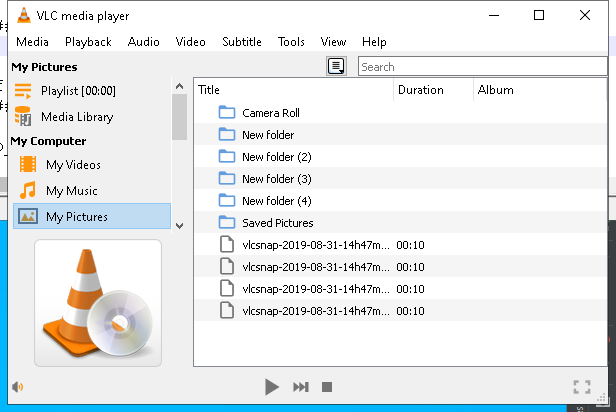 VLC media player
Media Playback Audio Video Subtitle Tools View Help
My Pictures
Search
Playlist [00:00]
Media Library
My Computer
My Videos
My Music
My Pictures
Title Duration Album
Camera Roll
New folder
New folder (2)
New folder (3)
New folder (4)
Saved Pictures
vlcsnap-2019-08-31-14h47m... 00:10
vlcsnap-2019-08-31-14h47m... 00:10
vlcsnap-2019-08-31-14h47m... 00:10
vlcsnap-2019-08-31-14h47m... 00:10